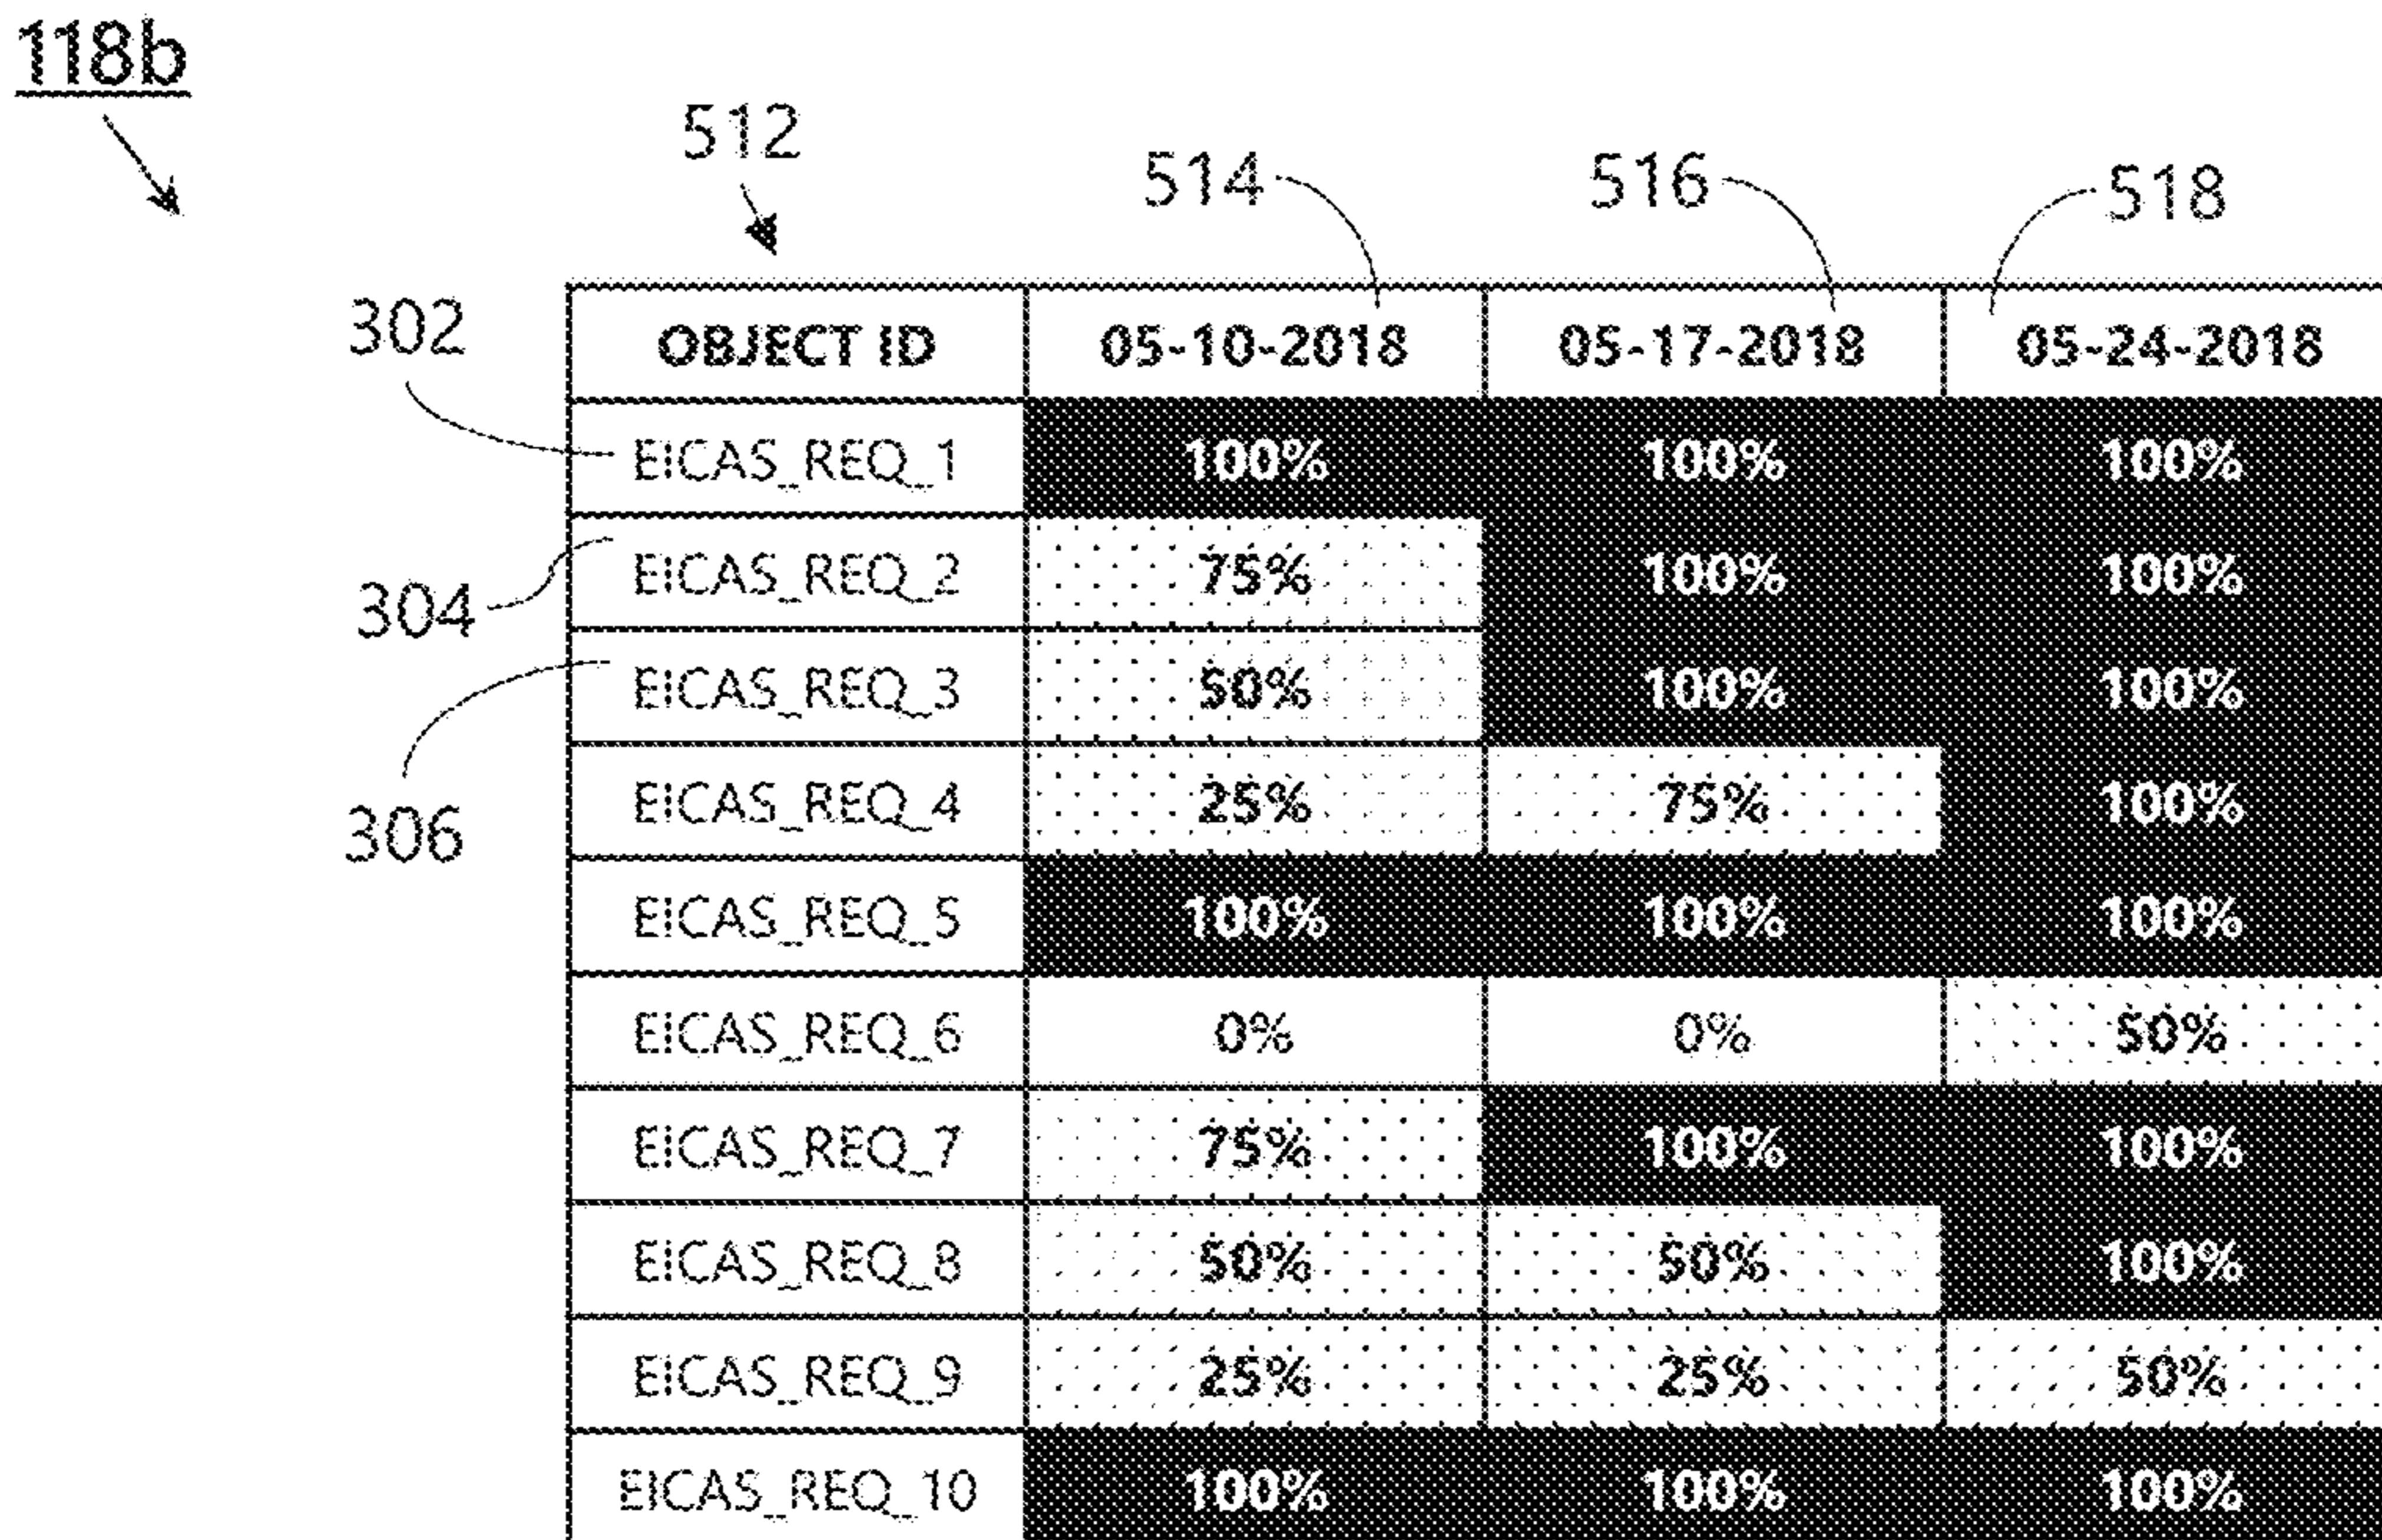 118b
512
514
516
518
302
304
306
OBJECT ID 05-10-2018 05-17-2018 05-24-2018
EICAS_REQ_1 100% 100% 100%
EICAS_REQ_2 75% 100% 100%
EICAS_REQ_3 50% 100% 100%
EICAS_REQ_4 25% 75% 100%
EICAS_REQ_5 100% 100% 100%
EICAS_REQ_6 0% 0% 50%
EICAS_REQ_7 75% 100% 100%
EICAS_REQ_8 50% 50% 100%
EICAS_REQ_9 25% 25% 50%
EICAS_REQ_10 100% 100% 100%